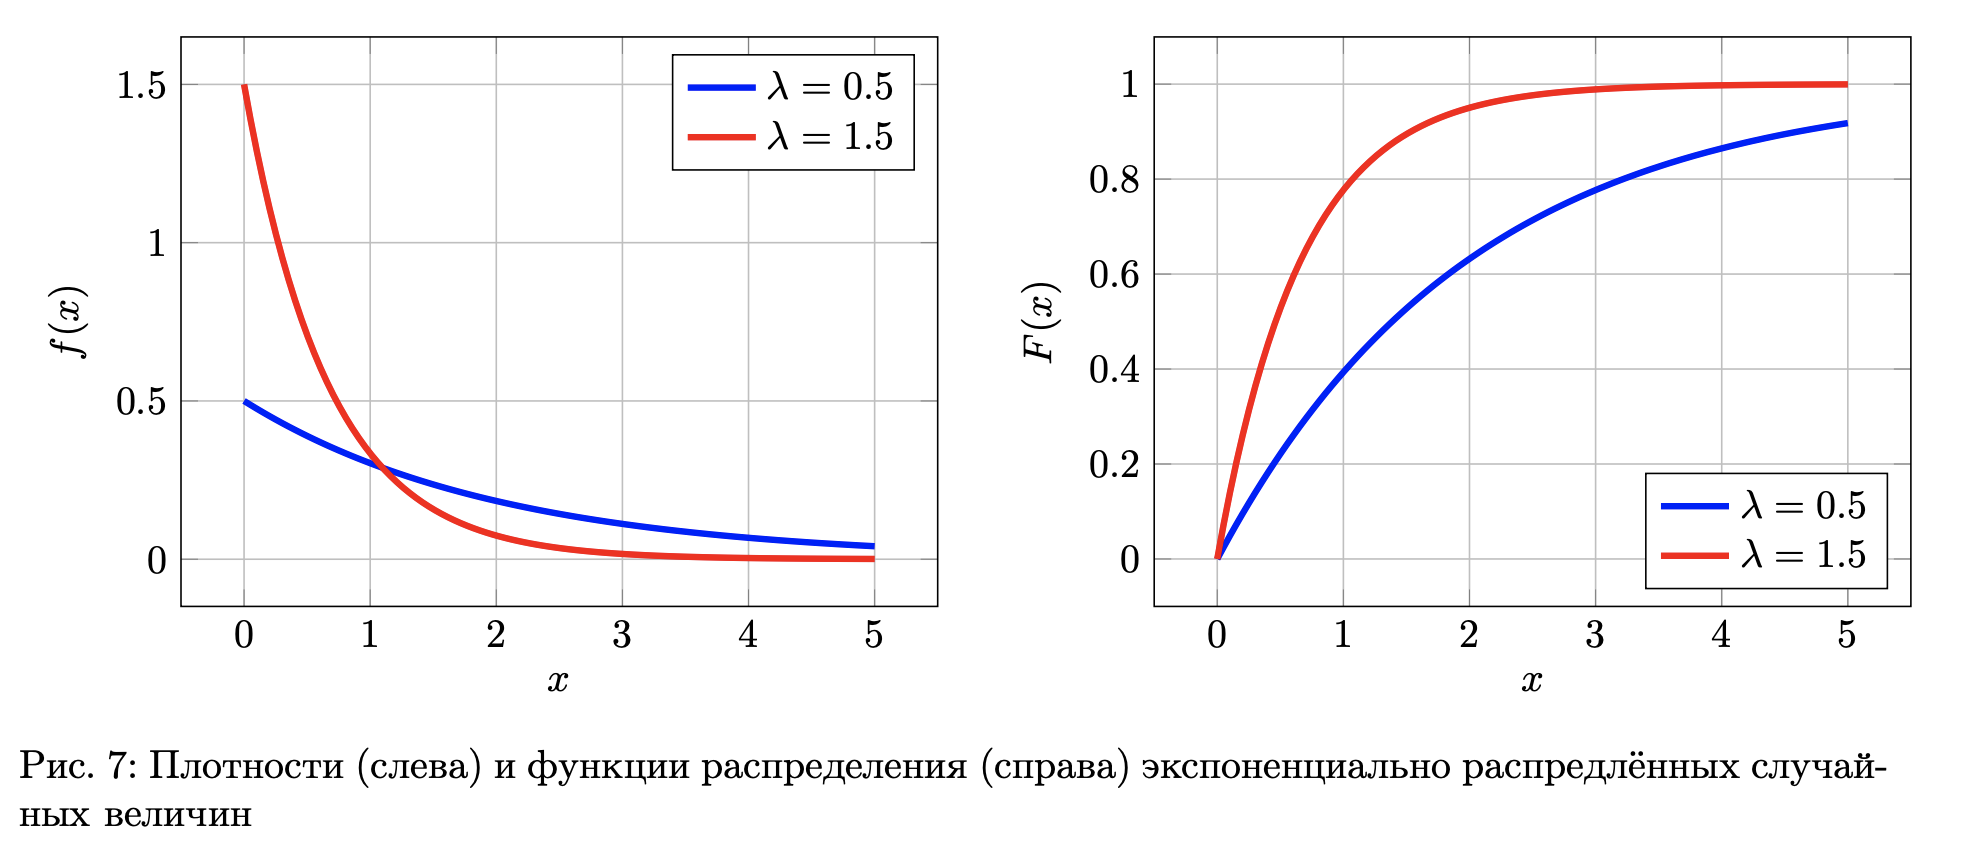 1.5
1
0.5
0
f(x)
0 1 2 3 4 5
x
λ = 0.5
λ = 1.5
1
0.8
0.6
0.4
0.2
0
F(x)
0 1 2 3 4 5
x
λ = 0.5
λ = 1.5
Рис. 7: Плотности (слева) и функции распределения (справа) экспоненциально распредлённых случай-
ных величин